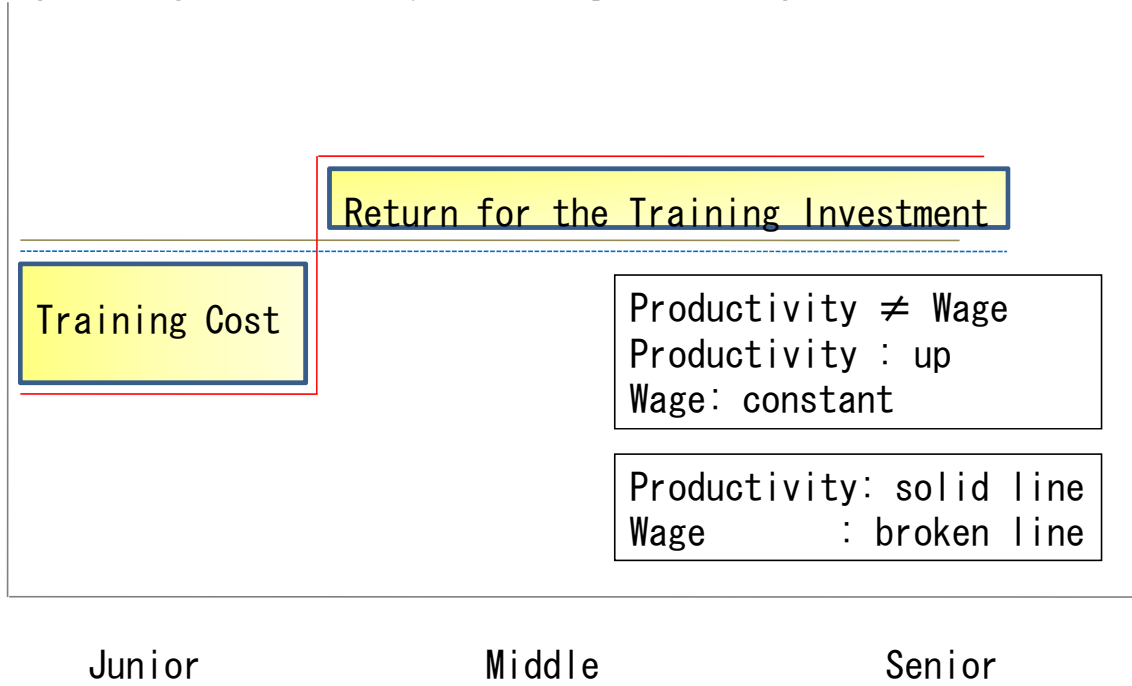 Return for the Training Investment
Training Cost
Productivity ≠ Wage
Productivity : up
Wage: constant
Productivity: solid line
Wage : broken line
Junior Middle Senior